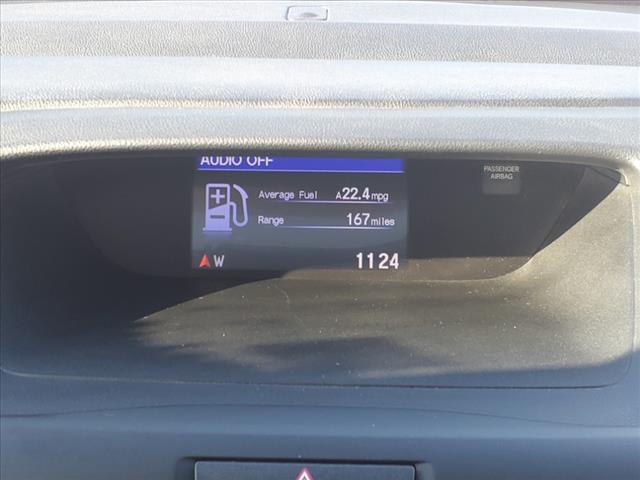 AUDIO OFF
PASSENGER
AIRBAG
Average Fuel A22.4mpg
Range 167miles
W 1124